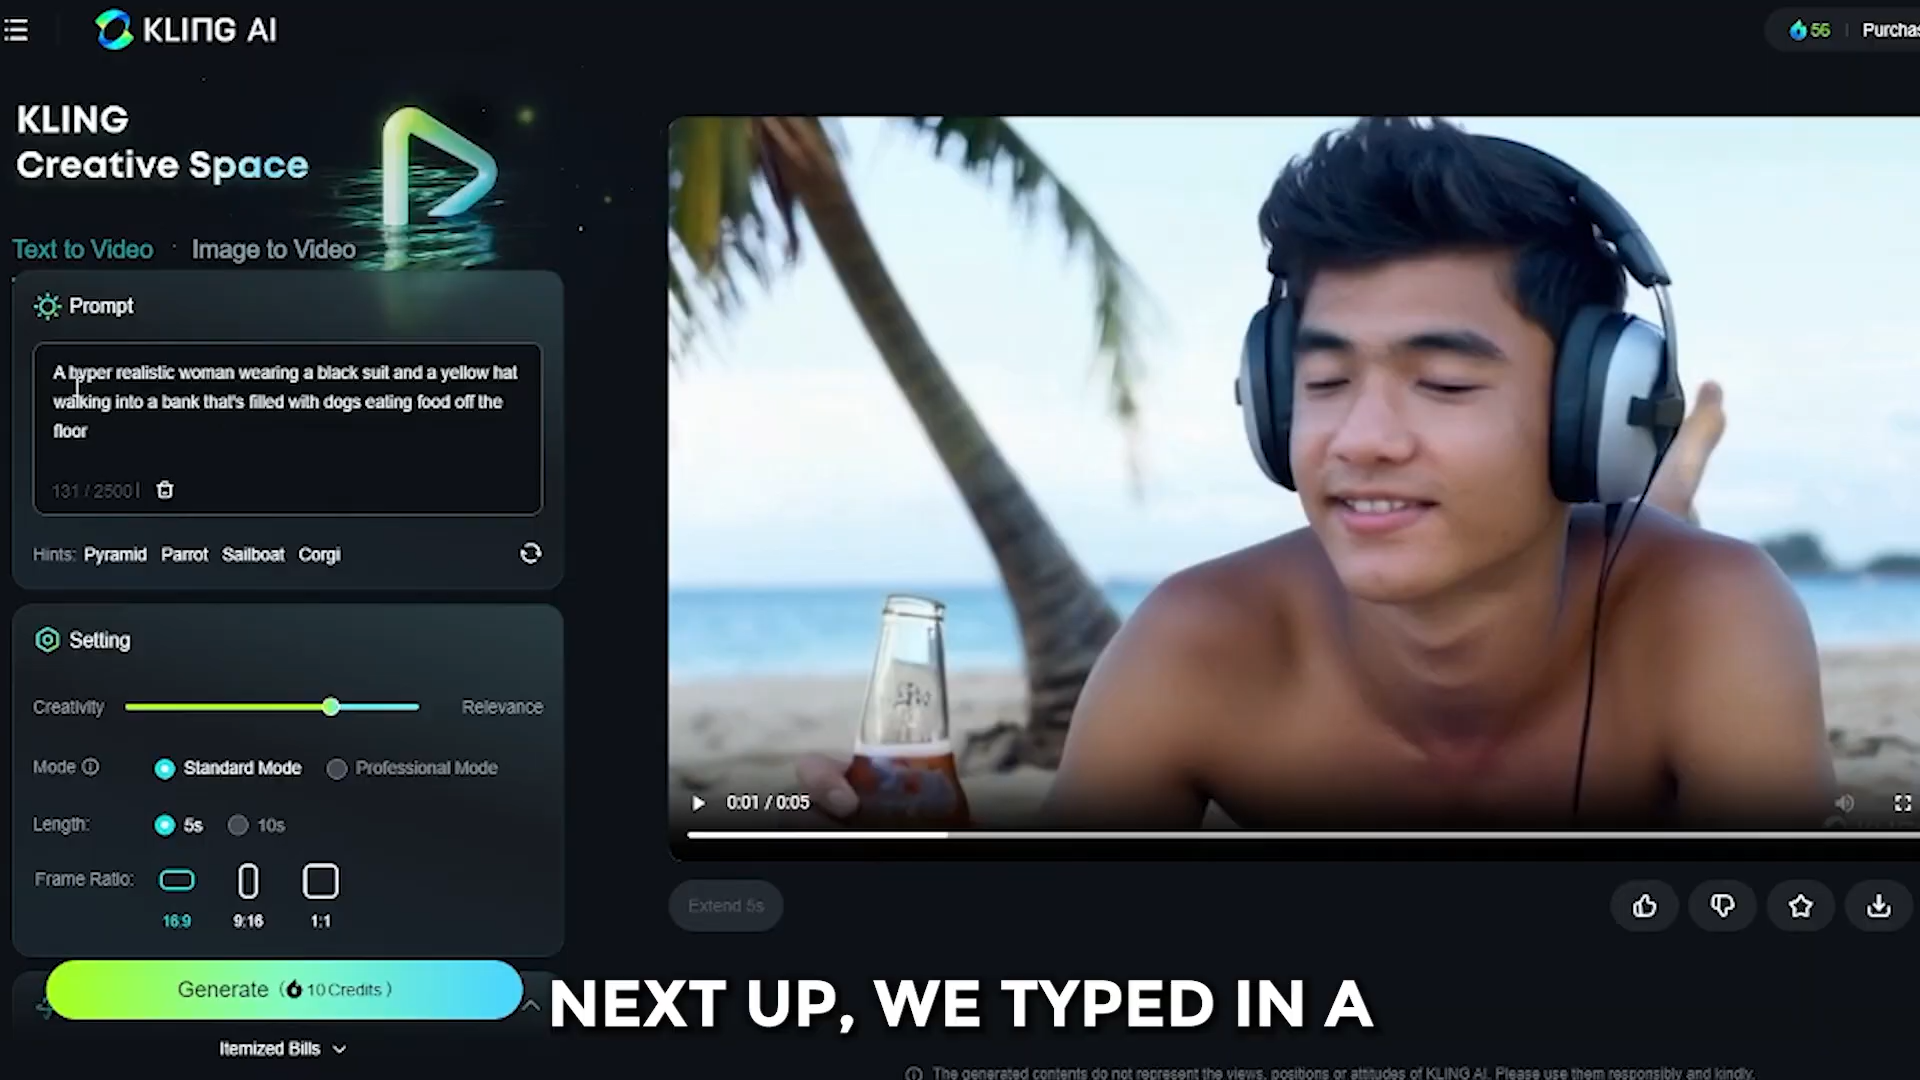 KLING AI
56
Purchas
KLING
Creative Space
Text to Video · Image to Video
Prompt
A hyper realistic woman wearing a black suit and a yellow hat
walking into a bank that's filled with dogs eating food off the
floor
131 / 2500
Hints: Pyramid Parrot Sailboat Corgi
Setting
Creativity Relevance
Mode Standard Mode Professional Mode
Length: 5s 10s
Frame Ratio:
16:9 9:16 1:1
Generate ( 10 Credits )
Itemized Bills
0:01 / 0:05
Extend 5s
NEXT UP, WE TYPED IN A
The generated contents do not represent the views, positions or attitudes of KLING AI. Please use them responsibly and kindly.